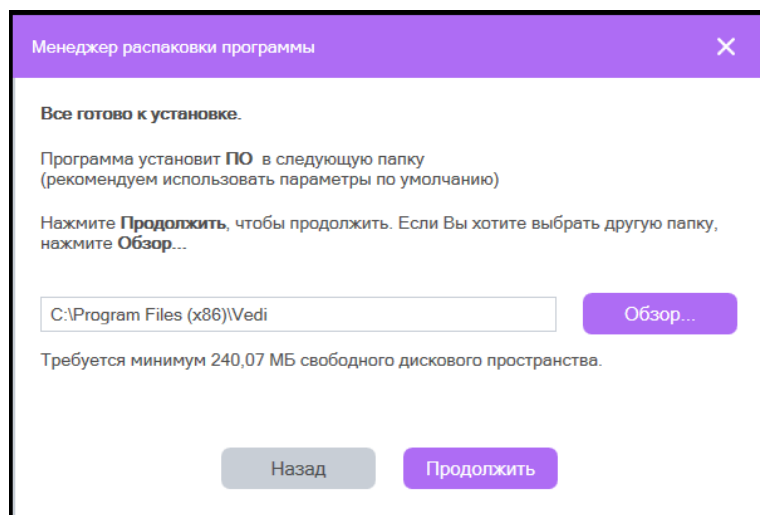 Менеджер распаковки программы
Все готово к установке.
Программа установит ПО в следующую папку
(рекомендуем использовать параметры по умолчанию)
Нажмите Продолжить, чтобы продолжить. Если Вы хотите выбрать другую папку,
нажмите Обзор...
C:\Program Files (x86)\Vedi
Обзор...
Требуется минимум 240,07 МБ свободного дискового пространства.
Назад
Продолжить